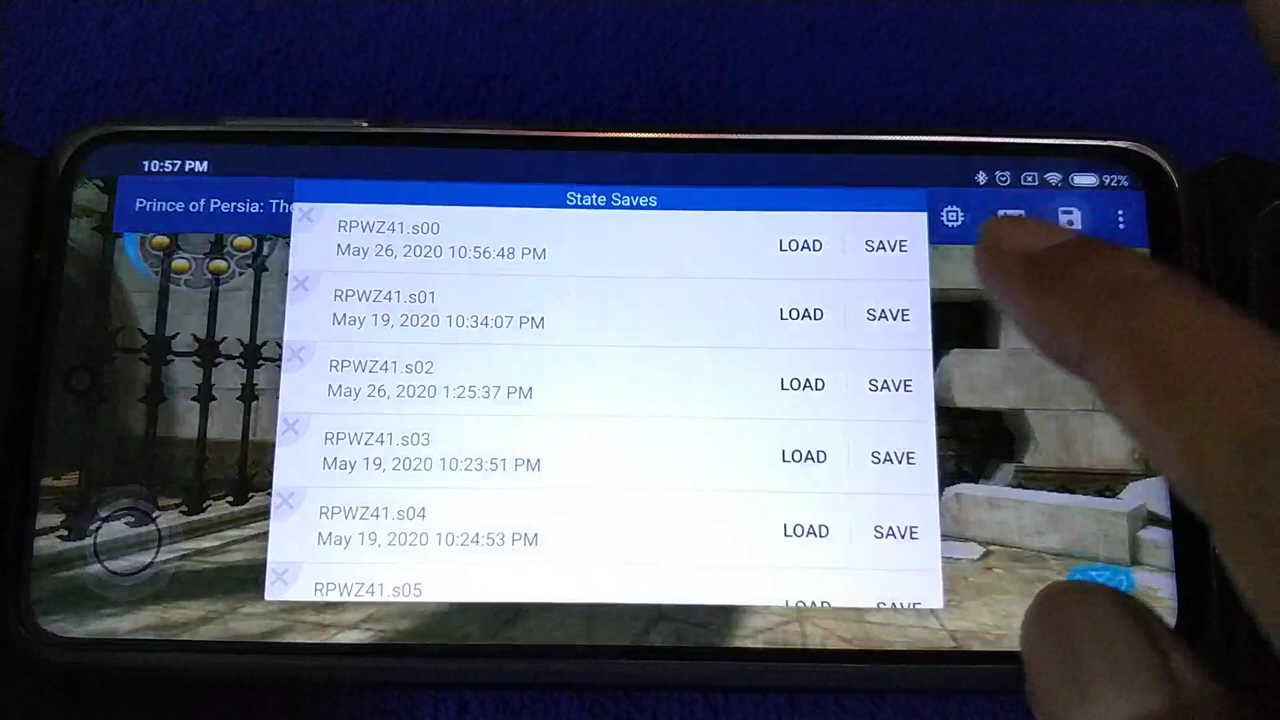 10:57 PM
92%
Prince of Persia: The
State Saves
RPWZ41.s00
May 26, 2020 10:56:48 PM
LOAD
SAVE
RPWZ41.s01
May 19, 2020 10:34:07 PM
LOAD
SAVE
RPWZ41.s02
May 26, 2020 1:25:37 PM
LOAD
SAVE
RPWZ41.s03
May 19, 2020 10:23:51 PM
LOAD
SAVE
RPWZ41.s04
May 19, 2020 10:24:53 PM
LOAD
SAVE
RPWZ41.s05
LOAD
SAVE